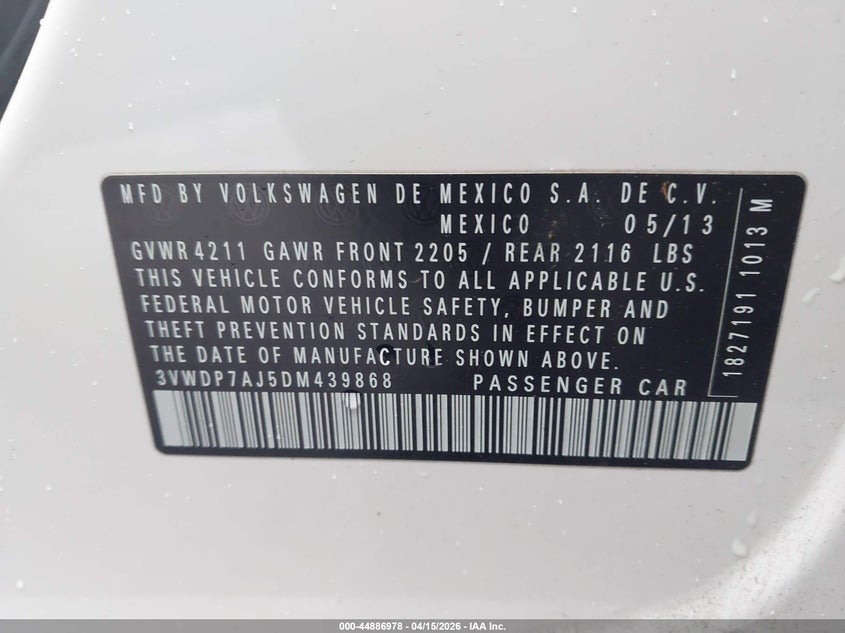 MFD BY VOLKSWAGEN DE MEXICO S.A. DE C.V.
MEXICO 05/13
GVWR 4211 GAWR FRONT 2205 / REAR 2116 LBS
THIS VEHICLE CONFORMS TO ALL APPLICABLE U.S.
FEDERAL MOTOR VEHICLE SAFETY, BUMPER AND
THEFT PREVENTION STANDARDS IN EFFECT ON
THE DATE OF MANUFACTURE SHOWN ABOVE.
3VWDP7AJ5DM439868 PASSENGER CAR
1827191 1013 M
000-44886978 - 04/15/2026 - IAA Inc.